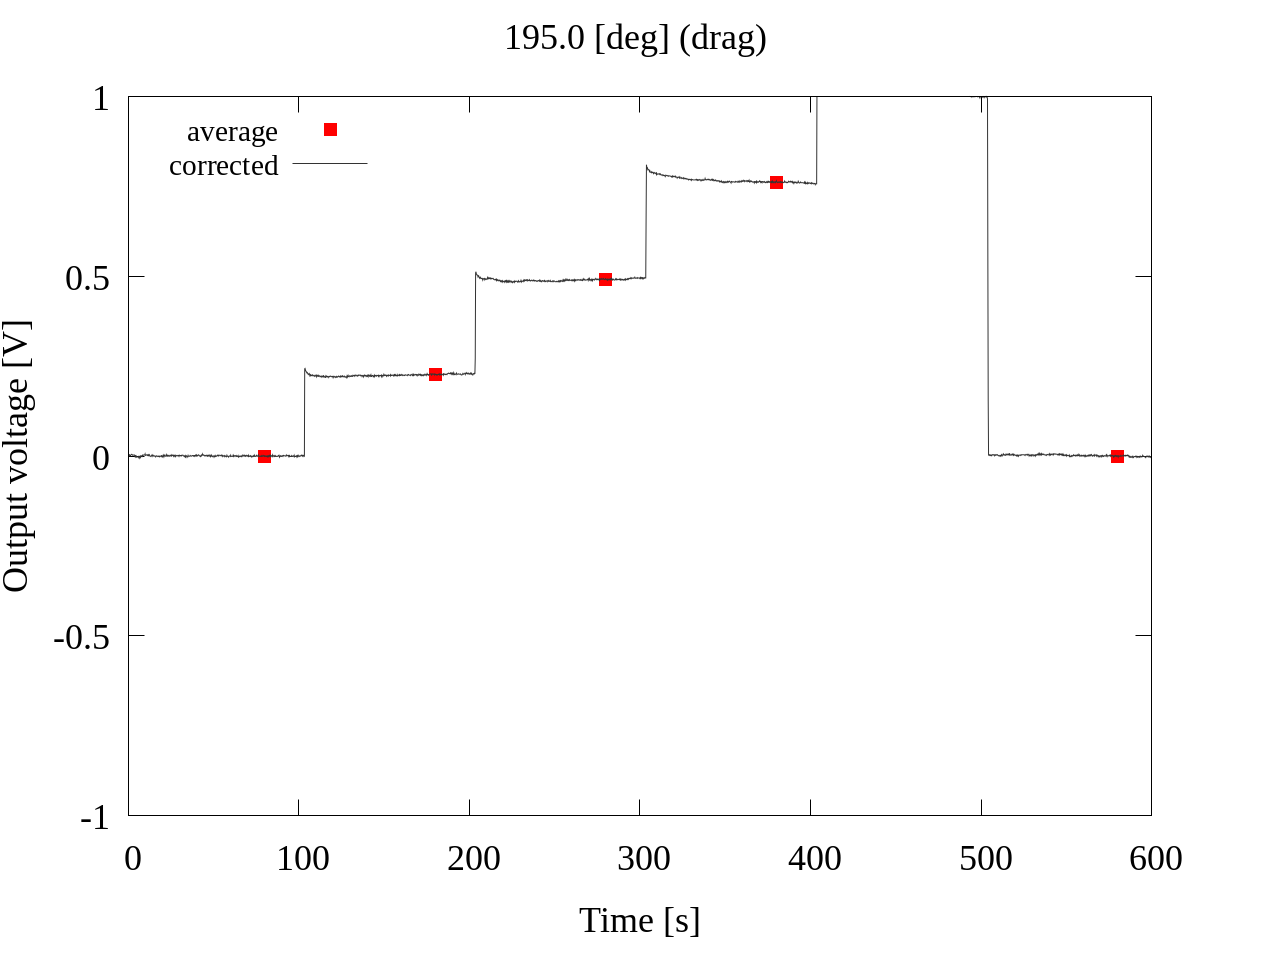 195.0 [deg] (drag)
average
corrected
1
0.5
0
-0.5
-1
Output voltage [V]
0 100 200 300 400 500 600
Time [s]